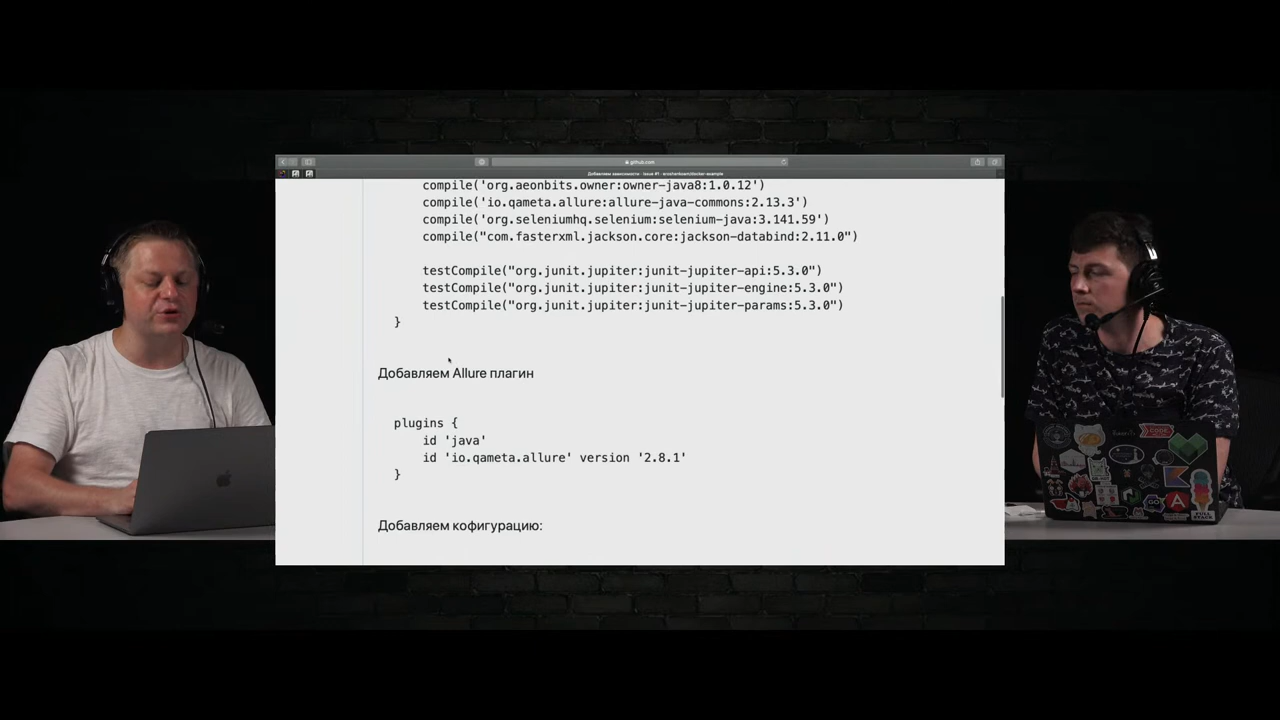 github.com
compile('org.aeonbits.owner:owner-java8:1.0.12')
compile('io.qameta.allure:allure-java-commons:2.13.3')
compile('org.seleniumhq.selenium:selenium-java:3.141.59')
compile("com.fasterxml.jackson.core:jackson-databind:2.11.0")
testCompile("org.junit.jupiter:junit-jupiter-api:5.3.0")
testCompile("org.junit.jupiter:junit-jupiter-engine:5.3.0")
testCompile("org.junit.jupiter:junit-jupiter-params:5.3.0")
}
Добавляем Allure плагин
plugins {
id 'java'
id 'io.qameta.allure' version '2.8.1'
}
Добавляем кофигурацию: